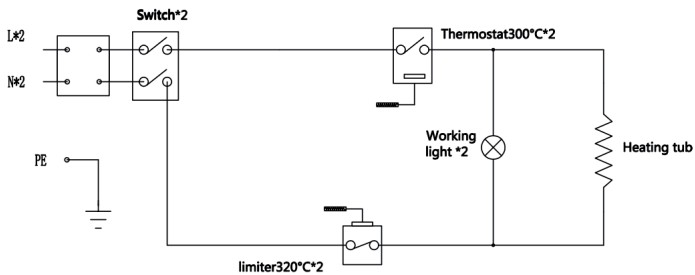 Switch*2
L*2
Thermostat300°C*2
N*2
Working
light *2
Heating tub
PE
limiter320°C*2